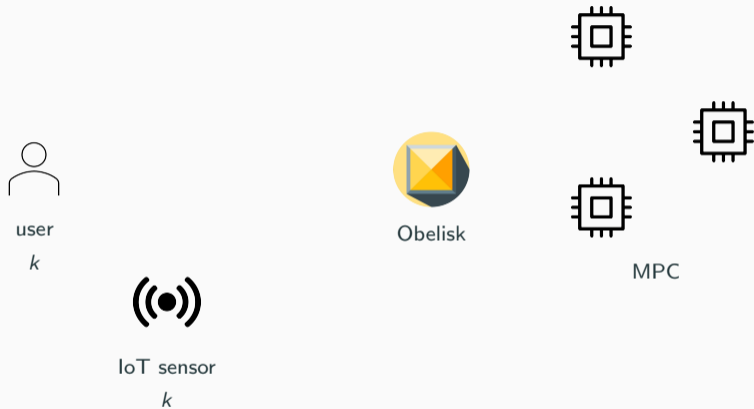 user
k
Obelisk
MPC
IoT sensor
k